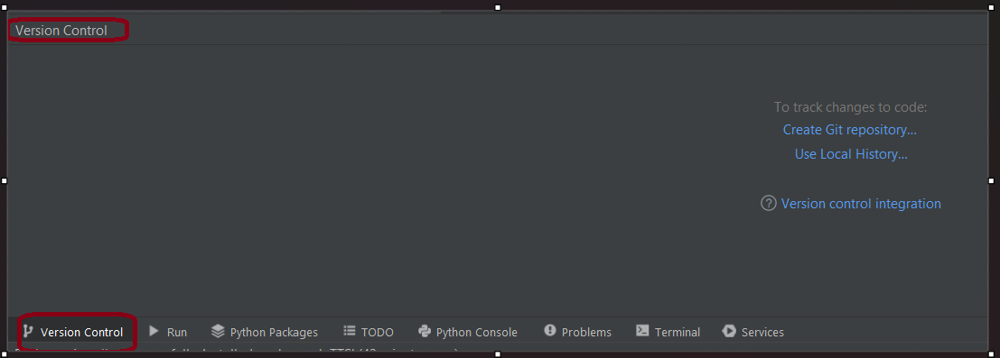 Version Control
To track changes to code:
Create Git repository...
Use Local History...
? Version control integration
Version Control Run Python Packages TODO Python Console Problems Terminal Services